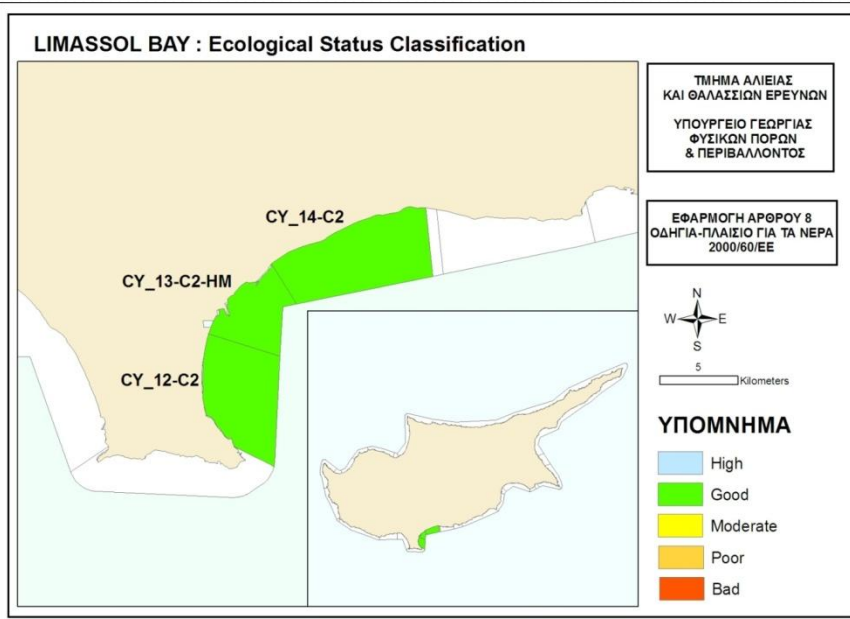 LIMASSOL BAY : Ecological Status Classification
CY_14-C2
CY_13-C2-HM
CY_12-C2
ΤΜΗΜΑ ΑΛΙΕΙΑΣ
ΚΑΙ ΘΑΛΑΣΣΙΩΝ ΕΡΕΥΝΩΝ
ΥΠΟΥΡΓΕΙΟ ΓΕΩΡΓΙΑΣ
ΦΥΣΙΚΩΝ ΠΟΡΩΝ
& ΠΕΡΙΒΑΛΛΟΝΤΟΣ
ΕΦΑΡΜΟΓΗ ΑΡΘΡΟΥ 8
ΟΔΗΓΙΑ-ΠΛΑΙΣΙΟ ΓΙΑ ΤΑ ΝΕΡΑ
2000/60/ΕΕ
N
W E
S
5
Kilometers
ΥΠΟΜΝΗΜΑ
High
Good
Moderate
Poor
Bad